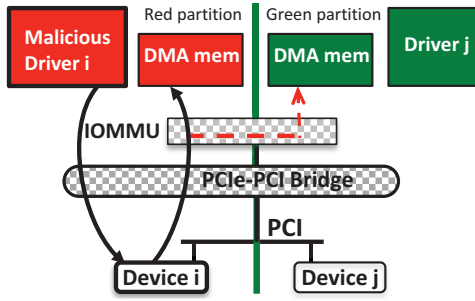 Red partition
Green partition
Malicious
Driver i
DMA mem
DMA mem
Driver j
IOMMU
PCIe-PCI Bridge
PCI
Device i
Device j